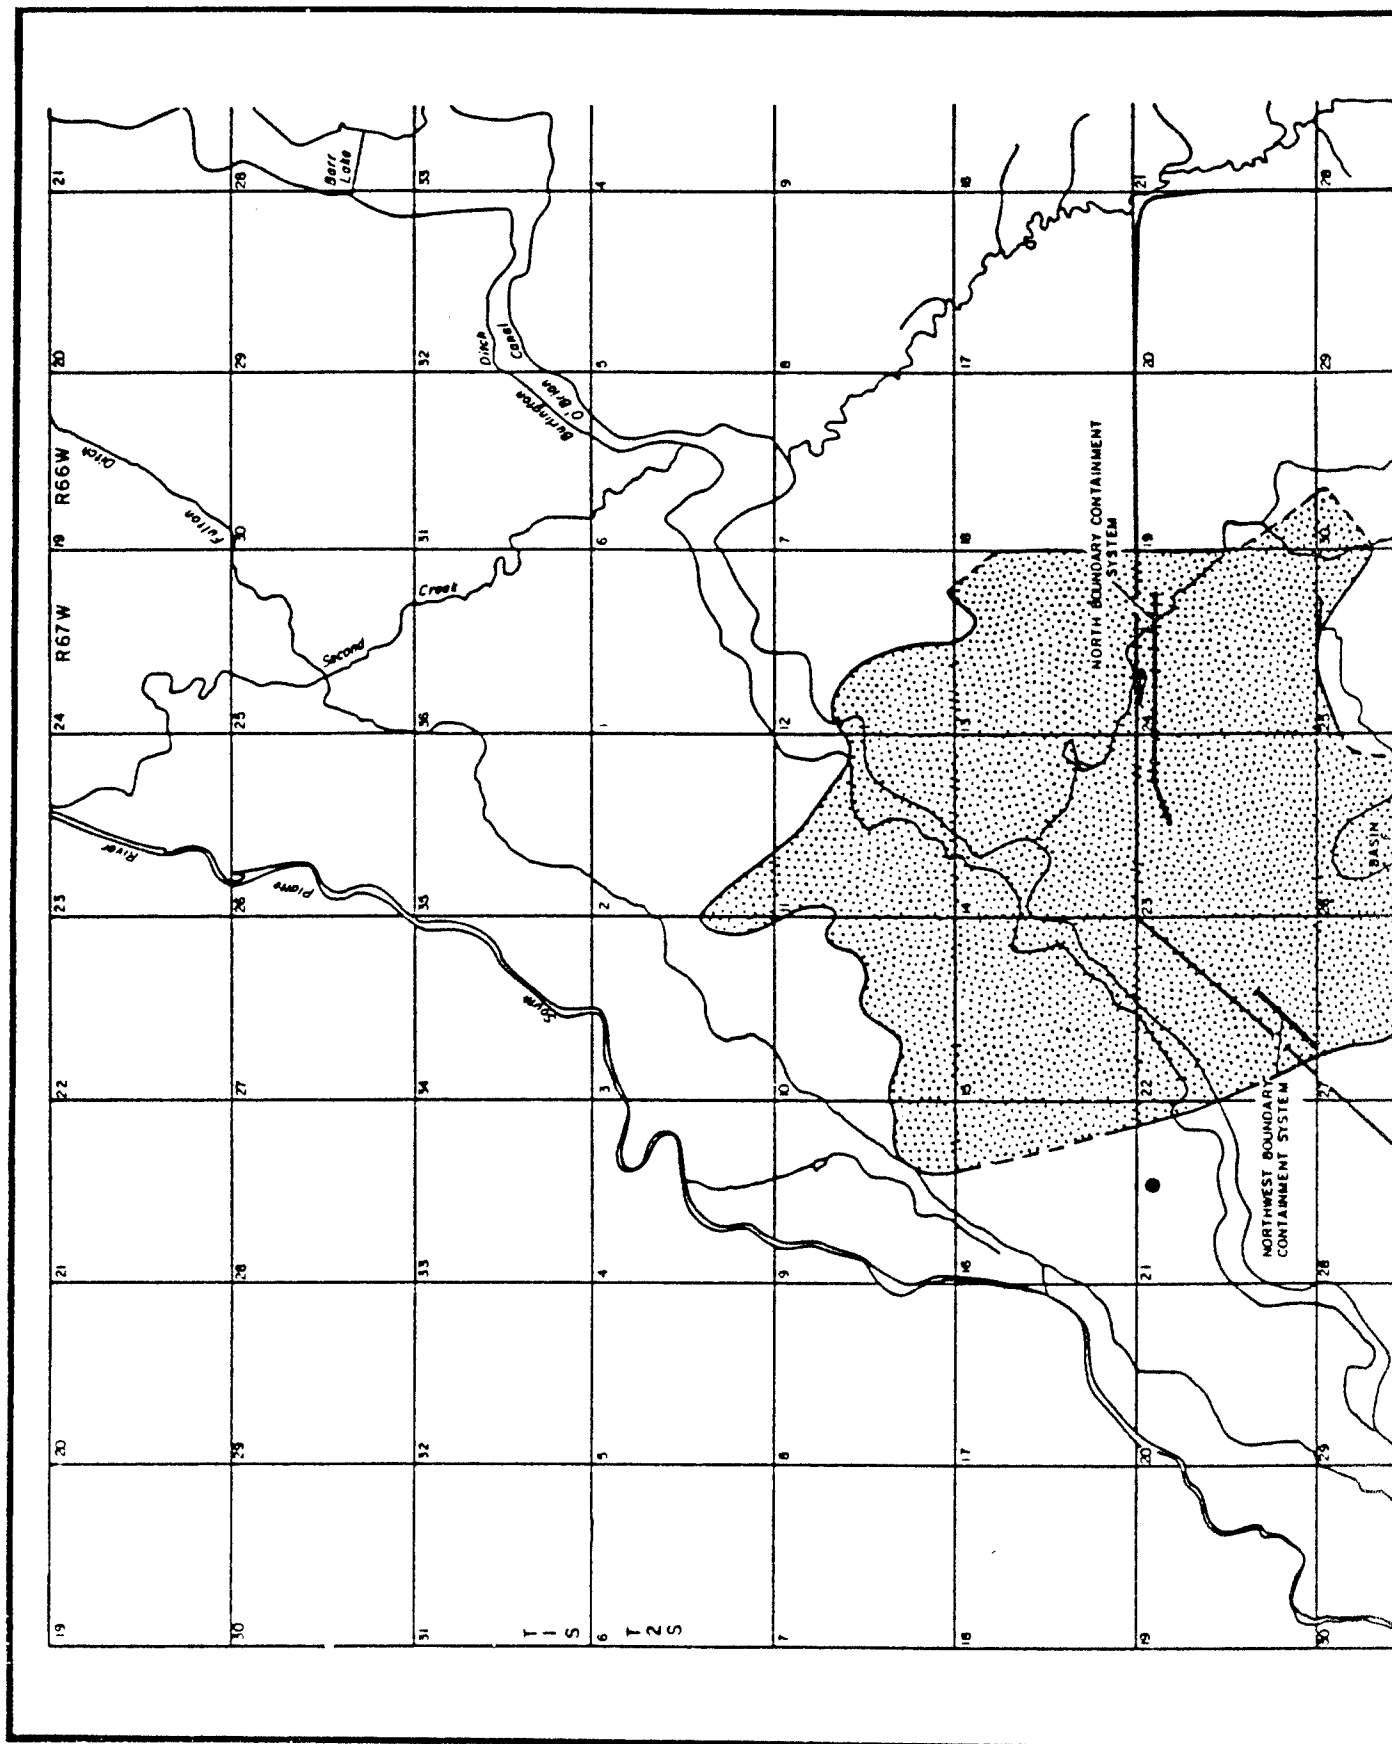 19 20 21 22 23 24 19 20 21
R67W R66W
River
Ditch
Fulton
30 29 28 27 26 25 30 29 28
Platte
Second
Barr
Lake
31 32 33 34 35 36 31 32 33
Creek
Ditch
Canal
Burlington
O'Brian
South
T 1 S
6 5 4 3 2 1 6 5 4
T 2 S
7 8 9 10 11 12 7 8 9
18 17 16 15 14 13 18 17 16
NORTH BOUNDARY CONTAINMENT
SYSTEM
19 20 21 22 23 24 19 20 21
NORTHWEST BOUNDARY
CONTAINMENT SYSTEM
30 29 28 27 26 25 30 29 28
BASIN
F